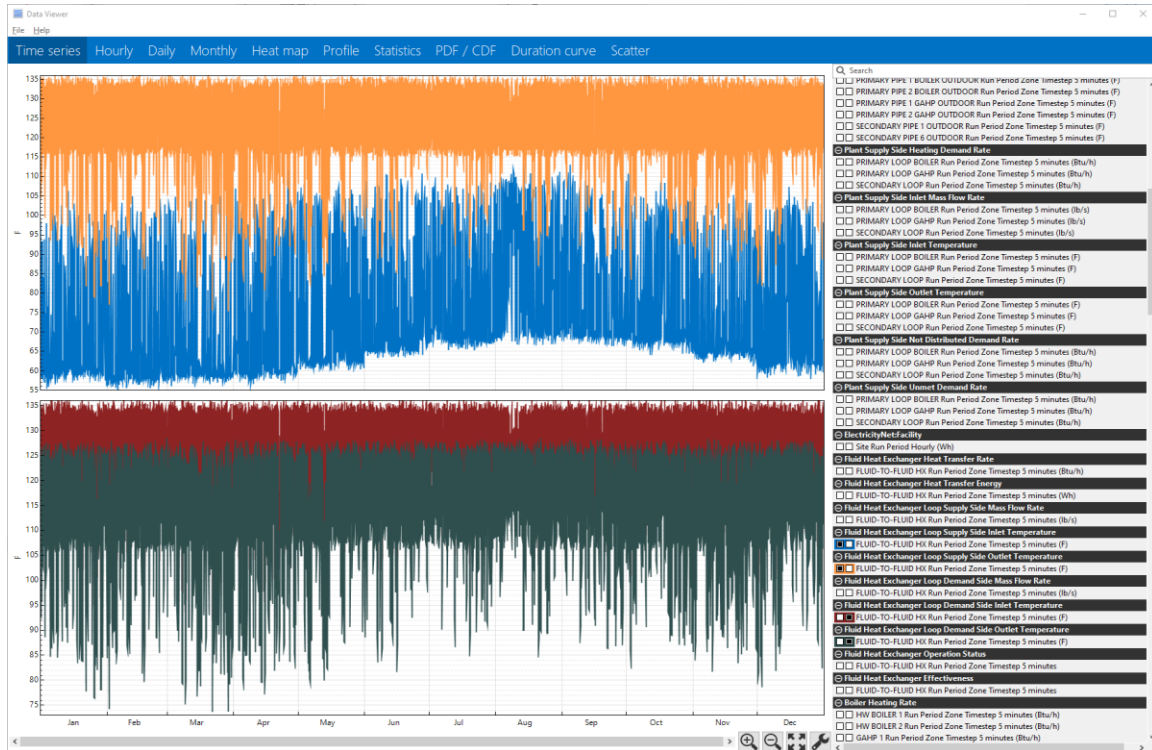 Data Viewer
File Help
Time series Hourly Daily Monthly Heat map Profile Statistics PDF / CDF Duration curve Scatter
135
130
125
120
115
110
105
100
95
90
85
80
75
70
65
60
55
F
135
130
125
120
115
110
105
100
95
90
85
80
75
F
Jan Feb Mar Apr May Jun Jul Aug Sep Oct Nov Dec
Search
PRIMARY PIPE 1 BOILER OUTDOOR Run Period Zone Timestep 5 minutes (F)
PRIMARY PIPE 2 BOILER OUTDOOR Run Period Zone Timestep 5 minutes (F)
PRIMARY PIPE 1 GAHP OUTDOOR Run Period Zone Timestep 5 minutes (F)
PRIMARY PIPE 2 GAHP OUTDOOR Run Period Zone Timestep 5 minutes (F)
SECONDARY PIPE 1 OUTDOOR Run Period Zone Timestep 5 minutes (F)
SECONDARY PIPE 6 OUTDOOR Run Period Zone Timestep 5 minutes (F)
Plant Supply Side Heating Demand Rate
PRIMARY LOOP BOILER Run Period Zone Timestep 5 minutes (Btu/h)
PRIMARY LOOP GAHP Run Period Zone Timestep 5 minutes (Btu/h)
SECONDARY LOOP Run Period Zone Timestep 5 minutes (Btu/h)
Plant Supply Side Inlet Mass Flow Rate
PRIMARY LOOP BOILER Run Period Zone Timestep 5 minutes (lb/s)
PRIMARY LOOP GAHP Run Period Zone Timestep 5 minutes (lb/s)
SECONDARY LOOP Run Period Zone Timestep 5 minutes (lb/s)
Plant Supply Side Inlet Temperature
PRIMARY LOOP BOILER Run Period Zone Timestep 5 minutes (F)
PRIMARY LOOP GAHP Run Period Zone Timestep 5 minutes (F)
SECONDARY LOOP Run Period Zone Timestep 5 minutes (F)
Plant Supply Side Outlet Temperature
PRIMARY LOOP BOILER Run Period Zone Timestep 5 minutes (F)
PRIMARY LOOP GAHP Run Period Zone Timestep 5 minutes (F)
SECONDARY LOOP Run Period Zone Timestep 5 minutes (F)
Plant Supply Side Not Distributed Demand Rate
PRIMARY LOOP BOILER Run Period Zone Timestep 5 minutes (Btu/h)
PRIMARY LOOP GAHP Run Period Zone Timestep 5 minutes (Btu/h)
SECONDARY LOOP Run Period Zone Timestep 5 minutes (Btu/h)
Plant Supply Side Unmet Demand Rate
PRIMARY LOOP BOILER Run Period Zone Timestep 5 minutes (Btu/h)
PRIMARY LOOP GAHP Run Period Zone Timestep 5 minutes (Btu/h)
SECONDARY LOOP Run Period Zone Timestep 5 minutes (Btu/h)
ElectricityNet:Facility
Site Run Period Hourly (Wh)
Fluid Heat Exchanger Heat Transfer Rate
FLUID-TO-FLUID HX Run Period Zone Timestep 5 minutes (Btu/h)
Fluid Heat Exchanger Heat Transfer Energy
FLUID-TO-FLUID HX Run Period Zone Timestep 5 minutes (Wh)
Fluid Heat Exchanger Loop Supply Side Mass Flow Rate
FLUID-TO-FLUID HX Run Period Zone Timestep 5 minutes (lb/s)
Fluid Heat Exchanger Loop Supply Side Inlet Temperature
FLUID-TO-FLUID HX Run Period Zone Timestep 5 minutes (F)
Fluid Heat Exchanger Loop Supply Side Outlet Temperature
FLUID-TO-FLUID HX Run Period Zone Timestep 5 minutes (F)
Fluid Heat Exchanger Loop Demand Side Mass Flow Rate
FLUID-TO-FLUID HX Run Period Zone Timestep 5 minutes (lb/s)
Fluid Heat Exchanger Loop Demand Side Inlet Temperature
FLUID-TO-FLUID HX Run Period Zone Timestep 5 minutes (F)
Fluid Heat Exchanger Loop Demand Side Outlet Temperature
FLUID-TO-FLUID HX Run Period Zone Timestep 5 minutes (F)
Fluid Heat Exchanger Operation Status
FLUID-TO-FLUID HX Run Period Zone Timestep 5 minutes
Fluid Heat Exchanger Effectiveness
FLUID-TO-FLUID HX Run Period Zone Timestep 5 minutes
Boiler Heating Rate
HW BOILER 1 Run Period Zone Timestep 5 minutes (Btu/h)
HW BOILER 2 Run Period Zone Timestep 5 minutes (Btu/h)
GAHP 1 Run Period Zone Timestep 5 minutes (Btu/h)